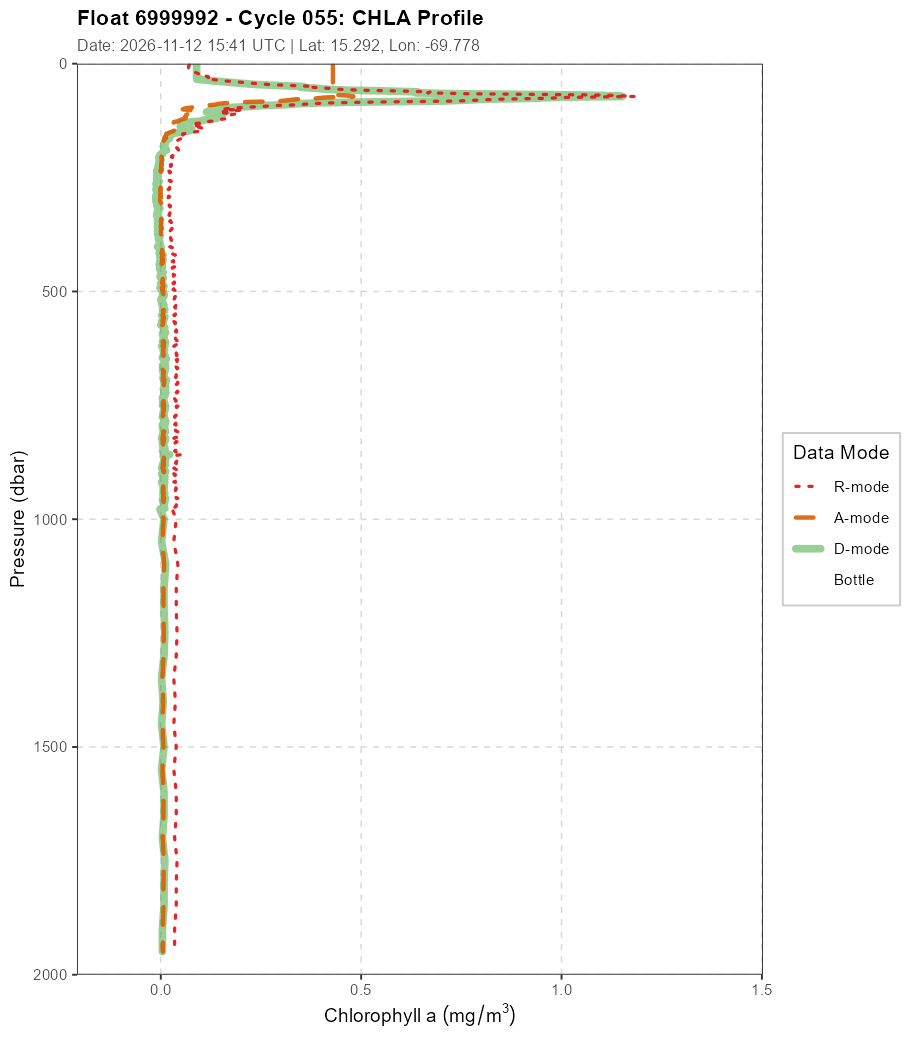 Float 6999992 - Cycle 055: CHLA Profile
Date: 2026-11-12 15:41 UTC | Lat: 15.292, Lon: -69.778
0
500
1000
1500
2000
Pressure (dbar)
0.0 0.5 1.0 1.5
Chlorophyll a (mg/m³)
Data Mode
R-mode
A-mode
D-mode
Bottle